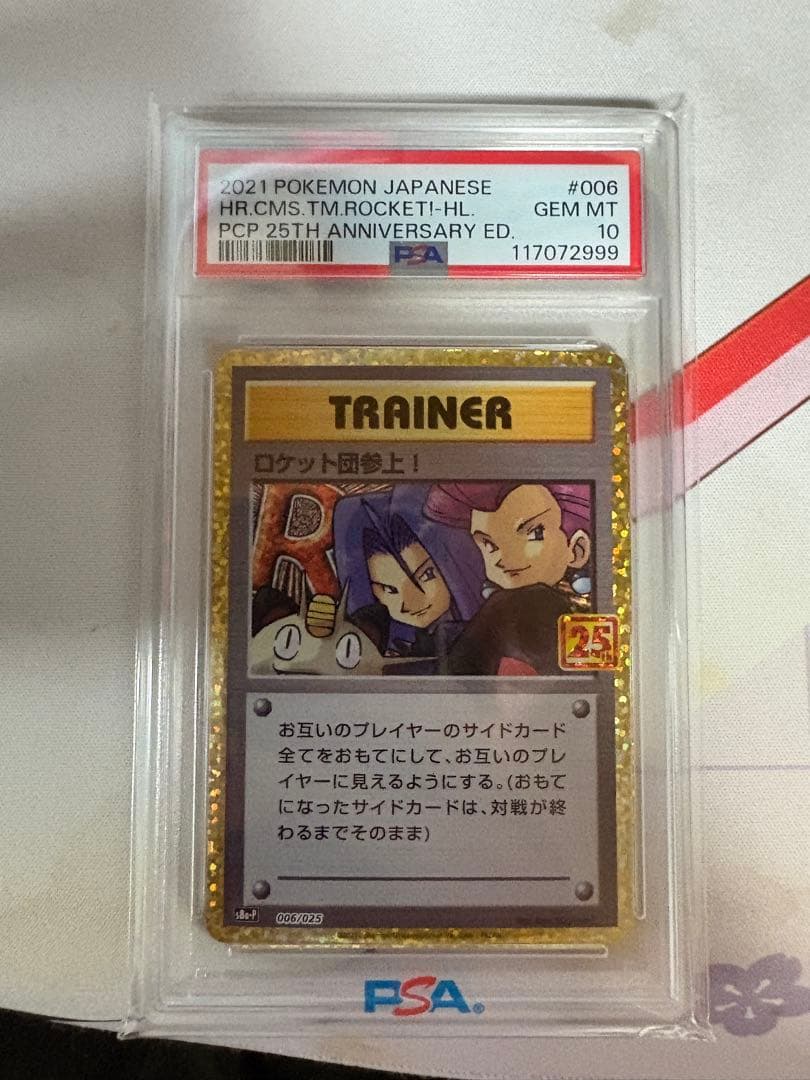 2021 POKEMON JAPANESE #006
HR.CMS.TM.ROCKET!-HL. GEM MT
PCP 25TH ANNIVERSARY ED. 10
PSA 117072999
TRAINER
ロケット団参上！
R
25th
お互いのプレイヤーのサイドカード
全てをおもてにして、お互いのプレ
イヤーに見えるようにする。(おもて
になったサイドカードは、対戦が終
わるまでそのまま)
s8a-P 006/025
PSA®